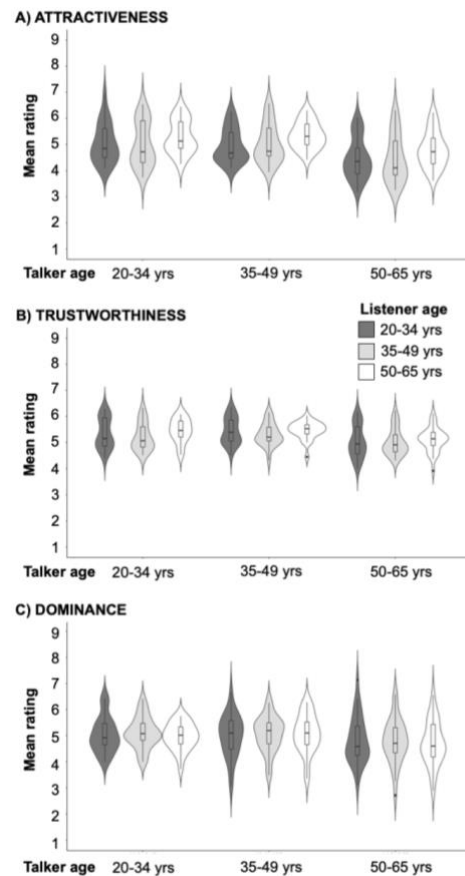 A) ATTRACTIVENESS
Mean rating
9
8
7
6
5
4
3
2
1
Talker age 20-34 yrs 35-49 yrs 50-65 yrs
B) TRUSTWORTHINESS
Listener age
20-34 yrs
35-49 yrs
50-65 yrs
Mean rating
9
8
7
6
5
4
3
2
1
Talker age 20-34 yrs 35-49 yrs 50-65 yrs
C) DOMINANCE
Mean rating
9
8
7
6
5
4
3
2
1
Talker age 20-34 yrs 35-49 yrs 50-65 yrs